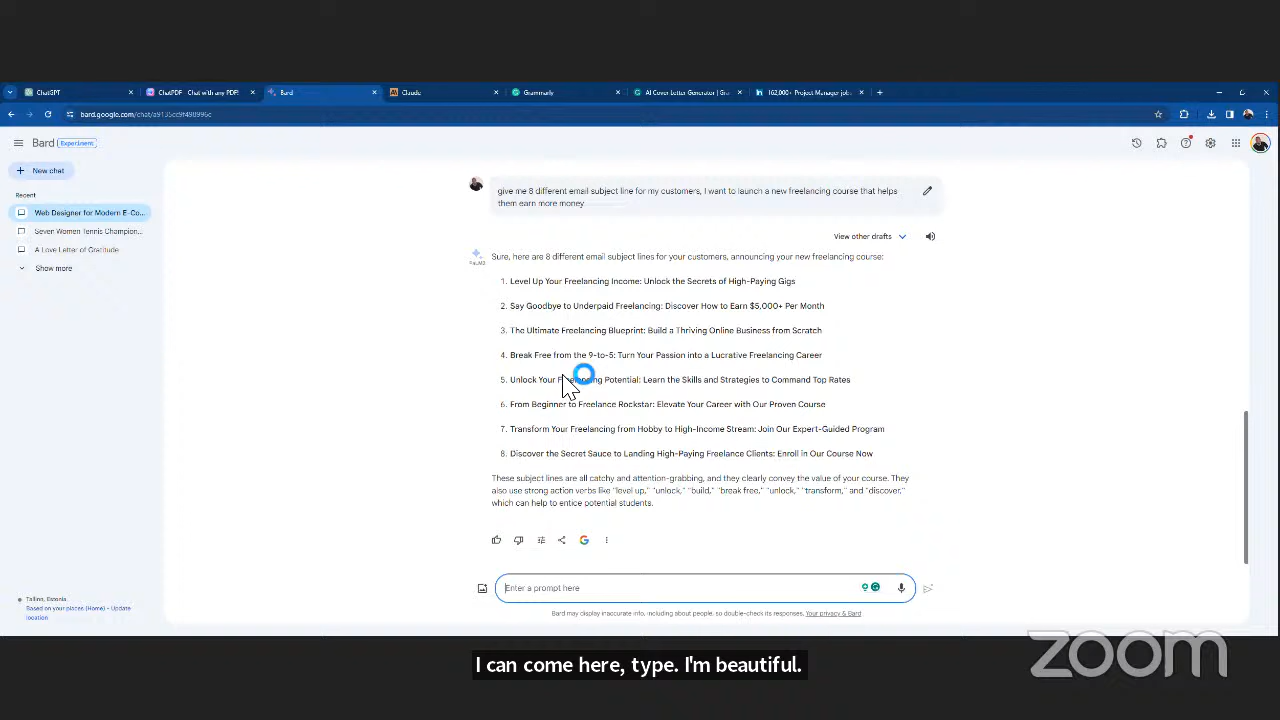 ChatGPT
ChatPDF - Chat with any PDF!
Bard
Claude
Grammarly
AI Cover Letter Generator | Gra
162,000+ Project Manager job
bard.google.com/chat/a9135cc9f498996c
Bard Experiment
New chat
Recent
Web Designer for Modern E-Co...
Seven Women Tennis Champion...
A Love Letter of Gratitude
Show more
give me 8 different email subject line for my customers, I want to launch a new freelancing course that helps
them earn more money
View other drafts
Sure, here are 8 different email subject lines for your customers, announcing your new freelancing course:
1. Level Up Your Freelancing Income: Unlock the Secrets of High-Paying Gigs
2. Say Goodbye to Underpaid Freelancing: Discover How to Earn $5,000+ Per Month
3. The Ultimate Freelancing Blueprint: Build a Thriving Online Business from Scratch
4. Break Free from the 9-to-5: Turn Your Passion into a Lucrative Freelancing Career
5. Unlock Your Freelancing Potential: Learn the Skills and Strategies to Command Top Rates
6. From Beginner to Freelance Rockstar: Elevate Your Career with Our Proven Course
7. Transform Your Freelancing from Hobby to High-Income Stream: Join Our Expert-Guided Program
8. Discover the Secret Sauce to Landing High-Paying Freelance Clients: Enroll in Our Course Now
These subject lines are all catchy and attention-grabbing, and they clearly convey the value of your course. They
also use strong action verbs like "level up," "unlock," "build," "break free," "unlock," "transform," and "discover,"
which can help to entice potential students.
Enter a prompt here
Bard may display inaccurate info, including about people, so double-check its responses. Your privacy & Bard
Tallinn, Estonia
Based on your places (Home) - Update
location
zoom
I can come here, type. I'm beautiful.